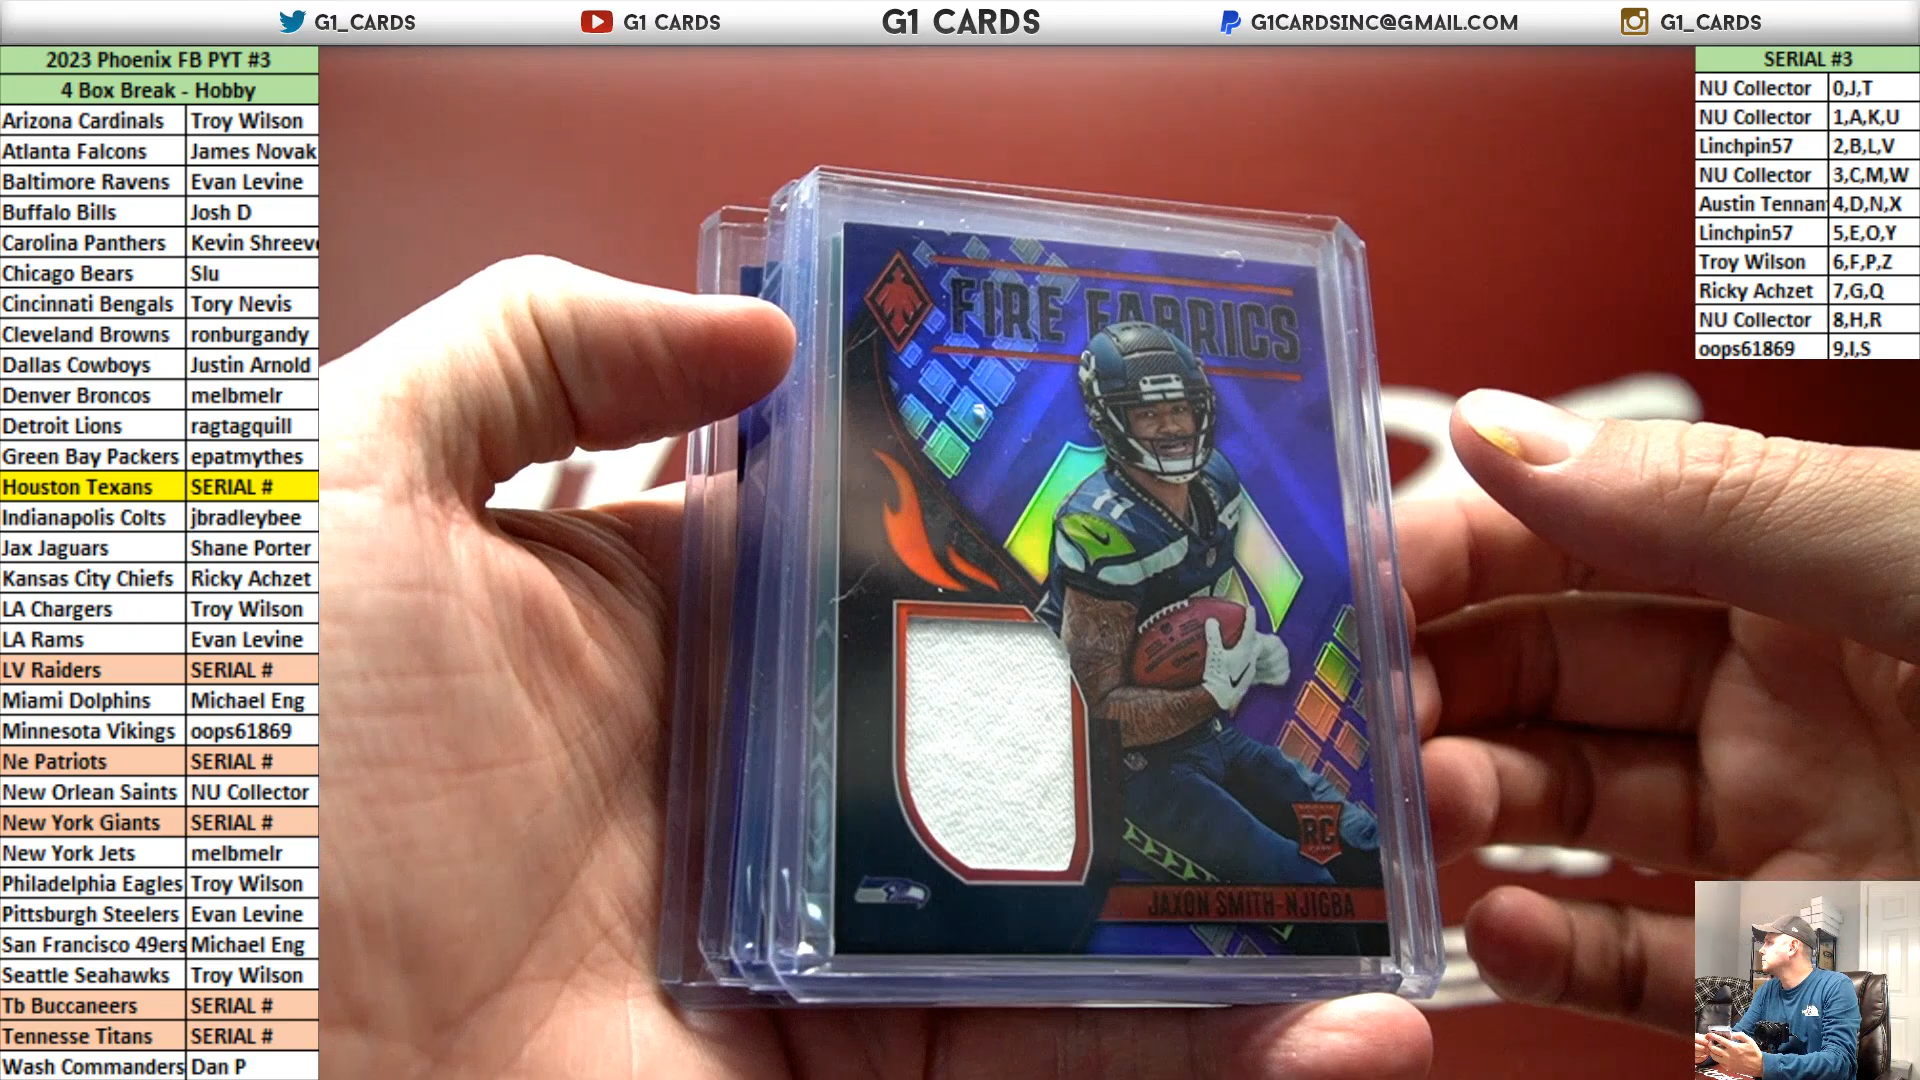 G1_CARDS
G1 CARDS
G1 CARDS
G1CARDSINC@GMAIL.COM
G1_CARDS
2023 Phoenix FB PYT #3
4 Box Break - Hobby
Arizona Cardinals Troy Wilson
Atlanta Falcons James Novak
Baltimore Ravens Evan Levine
Buffalo Bills Josh D
Carolina Panthers Kevin Shreeve
Chicago Bears Slu
Cincinnati Bengals Tory Nevis
Cleveland Browns ronburgandy
Dallas Cowboys Justin Arnold
Denver Broncos melbmelr
Detroit Lions ragtagquill
Green Bay Packers epatmythes
Houston Texans SERIAL #
Indianapolis Colts jbradleybee
Jax Jaguars Shane Porter
Kansas City Chiefs Ricky Achzet
LA Chargers Troy Wilson
LA Rams Evan Levine
LV Raiders SERIAL #
Miami Dolphins Michael Eng
Minnesota Vikings oops61869
Ne Patriots SERIAL #
New Orlean Saints NU Collector
New York Giants SERIAL #
New York Jets melbmelr
Philadelphia Eagles Troy Wilson
Pittsburgh Steelers Evan Levine
San Francisco 49ers Michael Eng
Seattle Seahawks Troy Wilson
Tb Buccaneers SERIAL #
Tennesse Titans SERIAL #
Wash Commanders Dan P
FIRE FABRICS
11
RC
JAXON SMITH-NJIGBA
SERIAL #3
NU Collector 0,J,T
NU Collector 1,A,K,U
Linchpin57 2,B,L,V
NU Collector 3,C,M,W
Austin Tennan 4,D,N,X
Linchpin57 5,E,O,Y
Troy Wilson 6,F,P,Z
Ricky Achzet 7,G,Q
NU Collector 8,H,R
oops61869 9,I,S